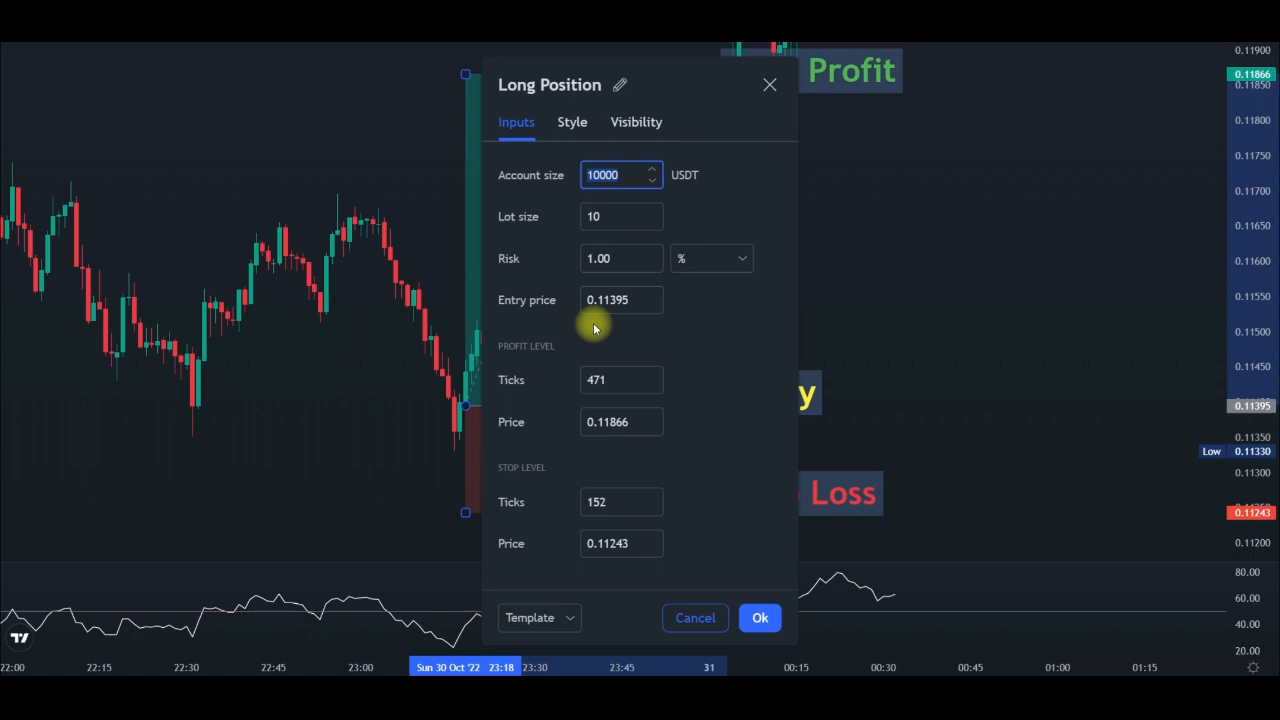 Profit
y
Loss
Long Position
Inputs Style Visibility
Account size 10000 USDT
Lot size 10
Risk 1.00 %
Entry price 0.11395
PROFIT LEVEL
Ticks 471
Price 0.11866
STOP LEVEL
Ticks 152
Price 0.11243
Template Cancel Ok
0.11900
0.11866
0.11850
0.11800
0.11750
0.11700
0.11650
0.11600
0.11550
0.11500
0.11450
0.11395
0.11350
Low 0.11330
0.11300
0.11243
0.11200
80.00
60.00
40.00
20.00
22:00 22:15 22:30 22:45 23:00 Sun 30 Oct '22 23:18 23:30 23:45 31 00:15 00:30 00:45 01:00 01:15